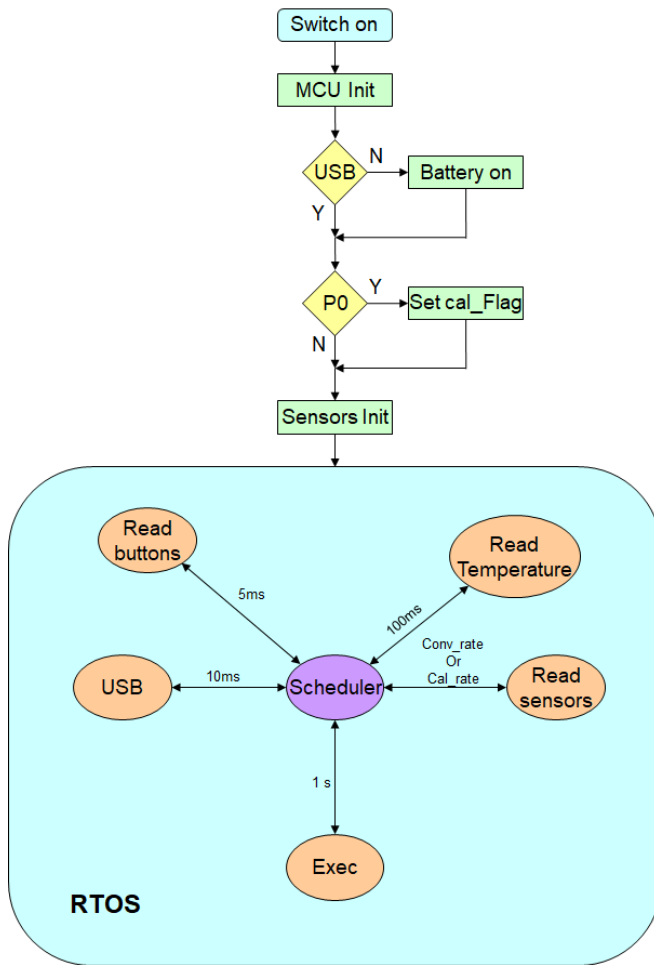 Switch on
MCU Init
USB
N
Battery on
Y
P0
Y
Set cal_Flag
N
Sensors Init
Read
buttons
Read
Temperature
5ms
100ms
Conv_rate
Or
Cal_rate
USB
10ms
Scheduler
Read
sensors
1 s
Exec
RTOS